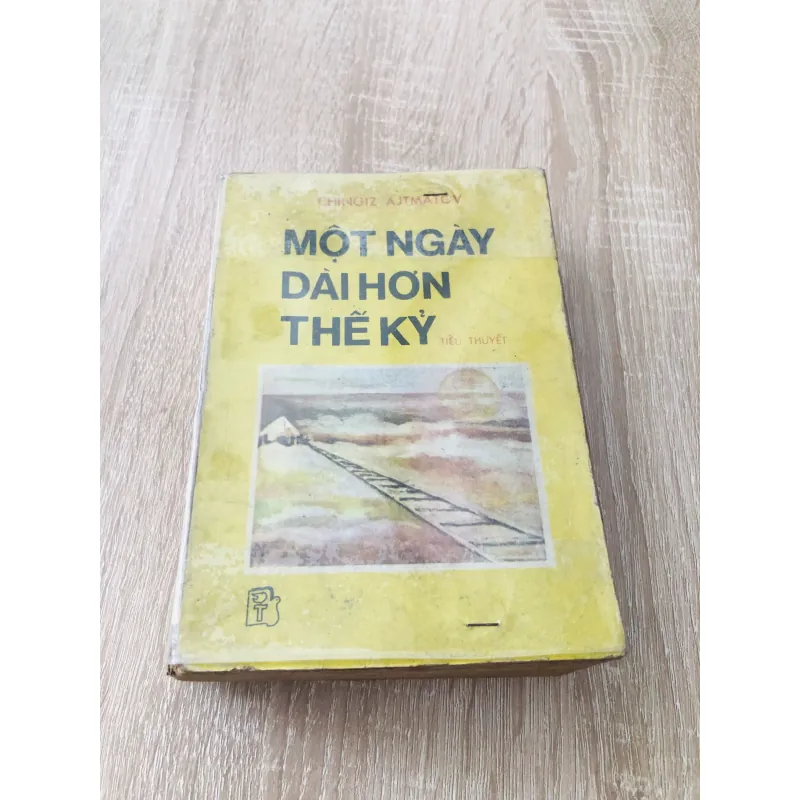 CHINGIZ AJTMATOV
MỘT NGÀY
DÀI HƠN
THẾ KỶ
TIỂU THUYẾT